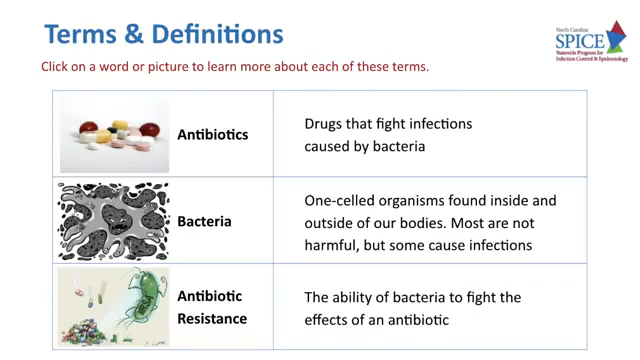 Terms & Definitions
North Carolina
SPICE
Statewide Program for
Infection Control & Epidemiology
Click on a word or picture to learn more about each of these terms.
Antibiotics
Drugs that fight infections
caused by bacteria
Bacteria
One-celled organisms found inside and
outside of our bodies. Most are not
harmful, but some cause infections
MRSA
Antibiotic
Resistance
The ability of bacteria to fight the
effects of an antibiotic